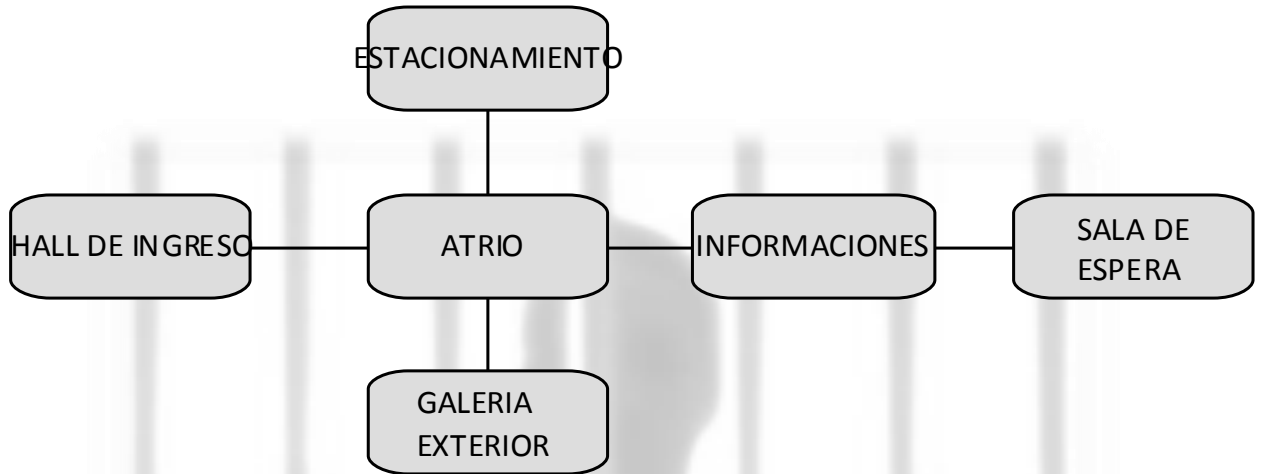 ESTACIONAMIENTO
HALL DE INGRESO
ATRIO
INFORMACIONES
SALA DE
ESPERA
GALERIA
EXTERIOR